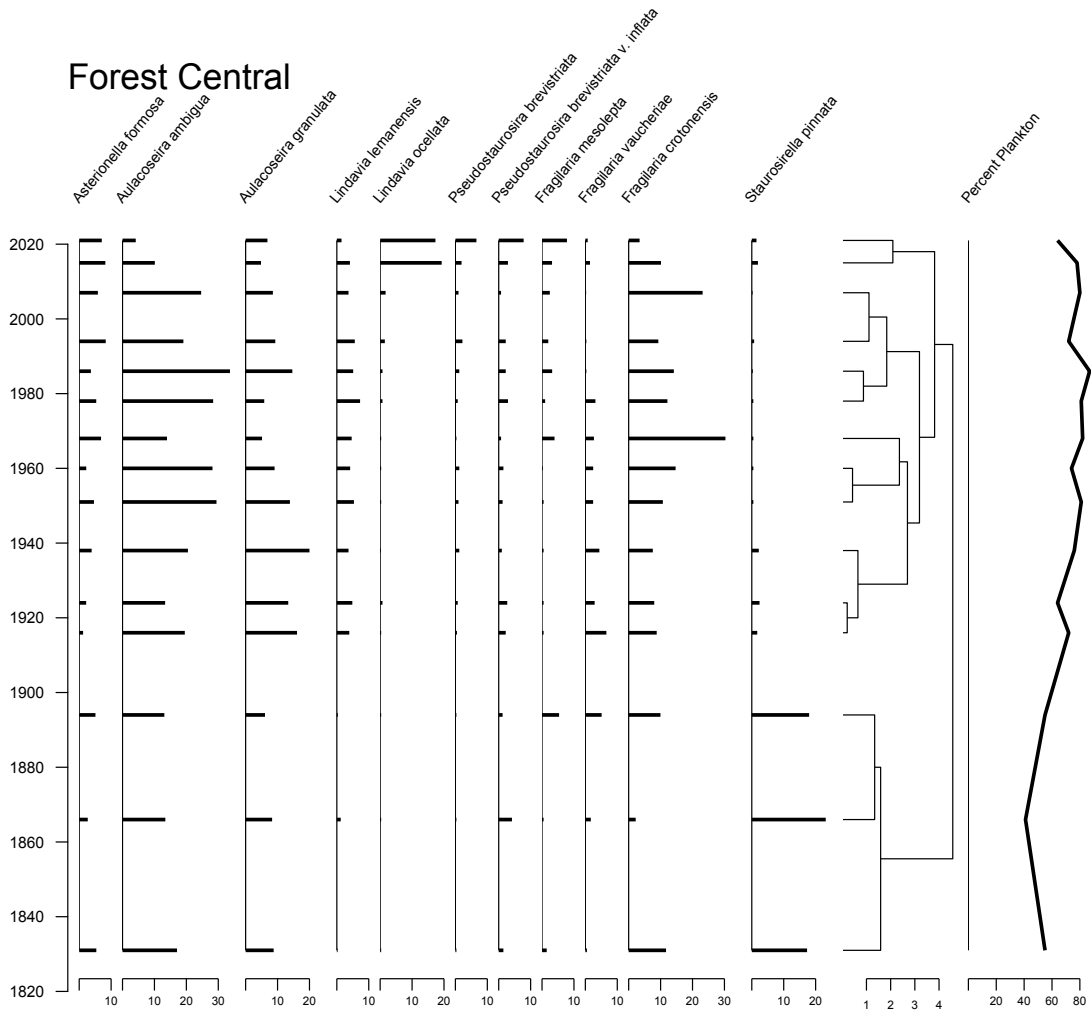 Forest Central
Asterionella formosa
Aulacoseira ambigua
Aulacoseira granulata
Lindavia lemanensis
Lindavia ocellata
Pseudostaurosira brevistriata
Pseudostaurosira brevistriata v. inflata
Fragilaria mesolepta
Fragilaria vaucheriae
Fragilaria crotonensis
Staurosirella pinnata
Percent Plankton
2020
2000
1980
1960
1940
1920
1900
1880
1860
1840
1820
10
0 10 20 30
0 10 20
10
10
10
10
10
10
0 10 20 30
10 20
1 2 3 4
20 40 60 80